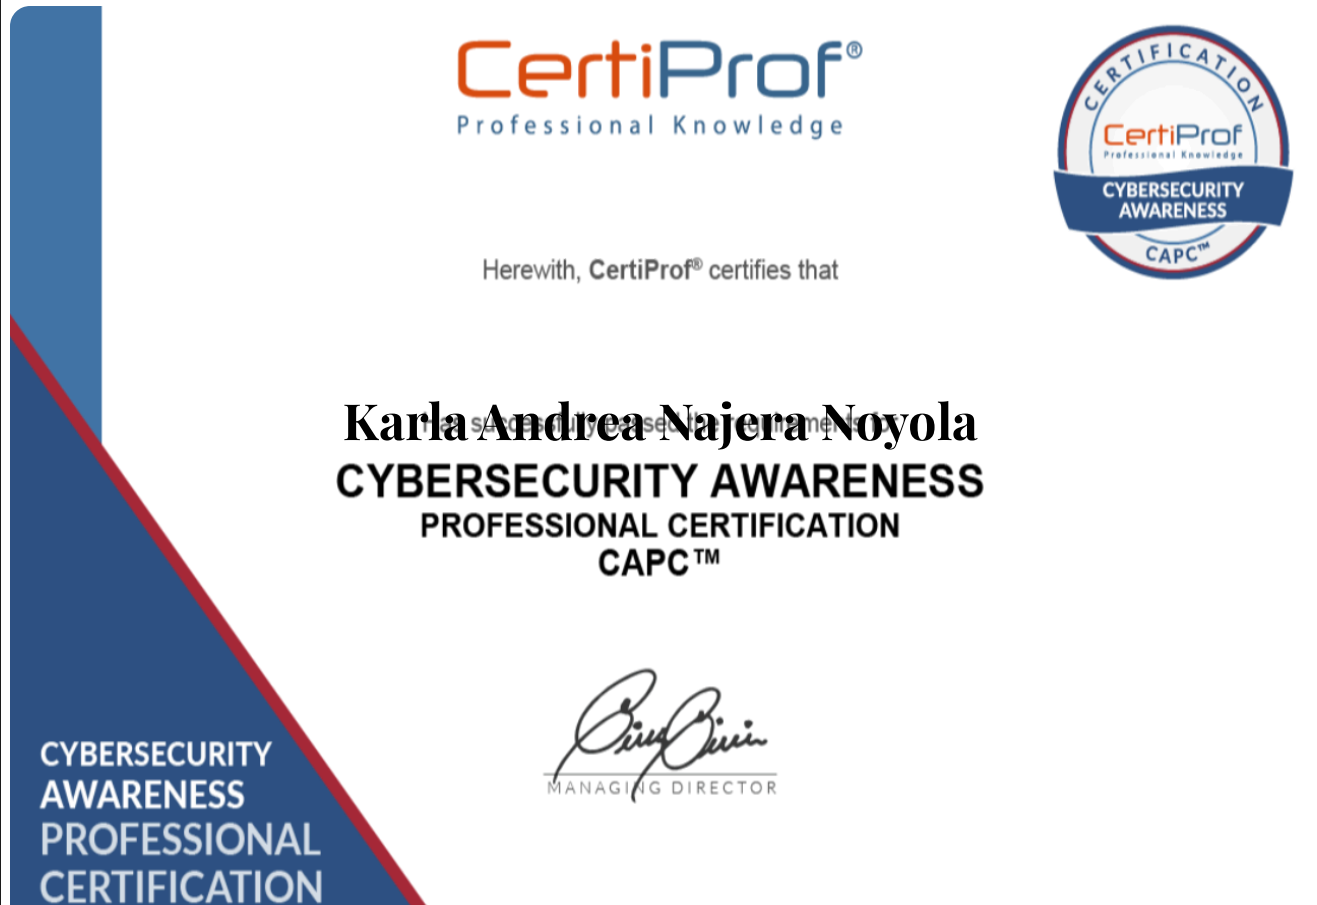 CertiProf®
Professional Knowledge
CERTIFICATION
CertiProf
Professional Knowledge
CYBERSECURITY
AWARENESS
CAPC™
Herewith, CertiProf® certifies that
Karla Andrea Najera Noyola
Has successfully passed the requirements for
CYBERSECURITY AWARENESS
PROFESSIONAL CERTIFICATION
CAPC™
MANAGING DIRECTOR
CYBERSECURITY
AWARENESS
PROFESSIONAL
CERTIFICATION